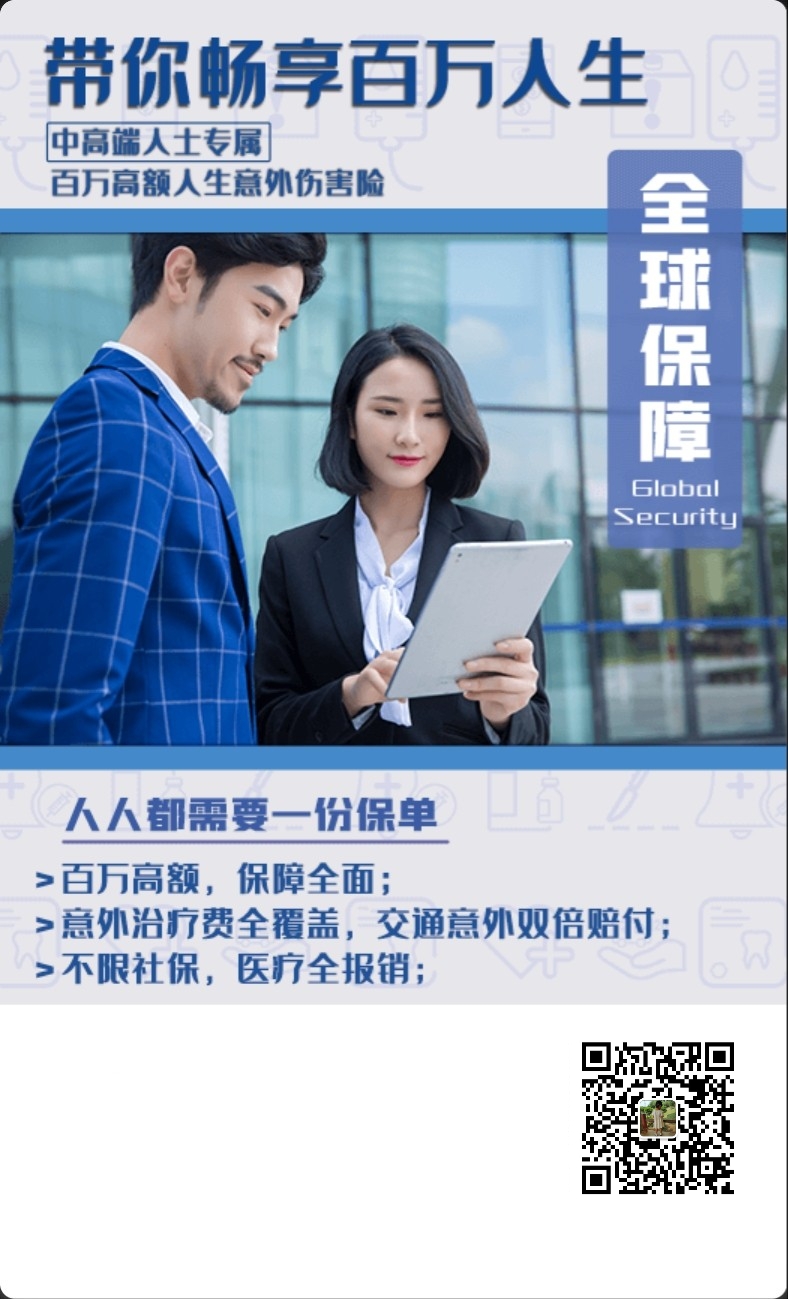 带你畅享百万人生
中高端人士专属
百万高额人生意外伤害险
全球保障
Global
Security
人人都需要一份保单
>百万高额，保障全面；
>意外治疗费全覆盖，交通意外双倍赔付；
>不限社保，医疗全报销；